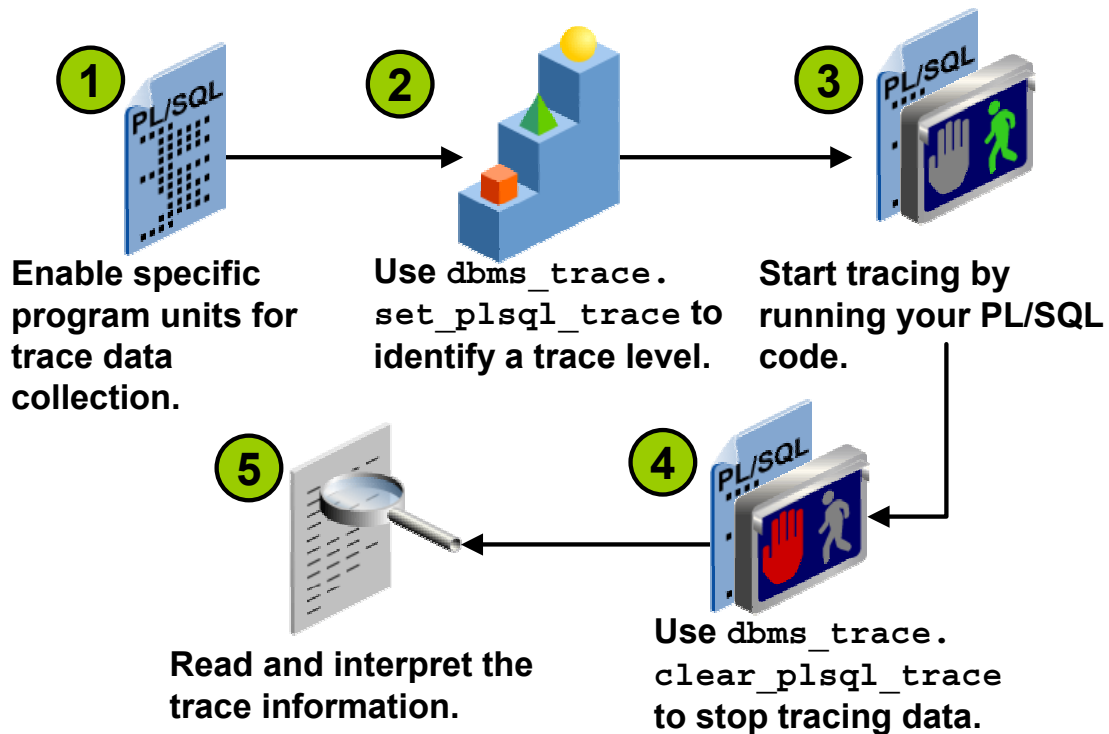 1
PL/SQL
Enable specific
program units for
trace data
collection.
2
Use dbms_trace.
set_plsql_trace to
identify a trace level.
3
PL/SQL
Start tracing by
running your PL/SQL
code.
4
PL/SQL
Use dbms_trace.
clear_plsql_trace
to stop tracing data.
5
Read and interpret the
trace information.